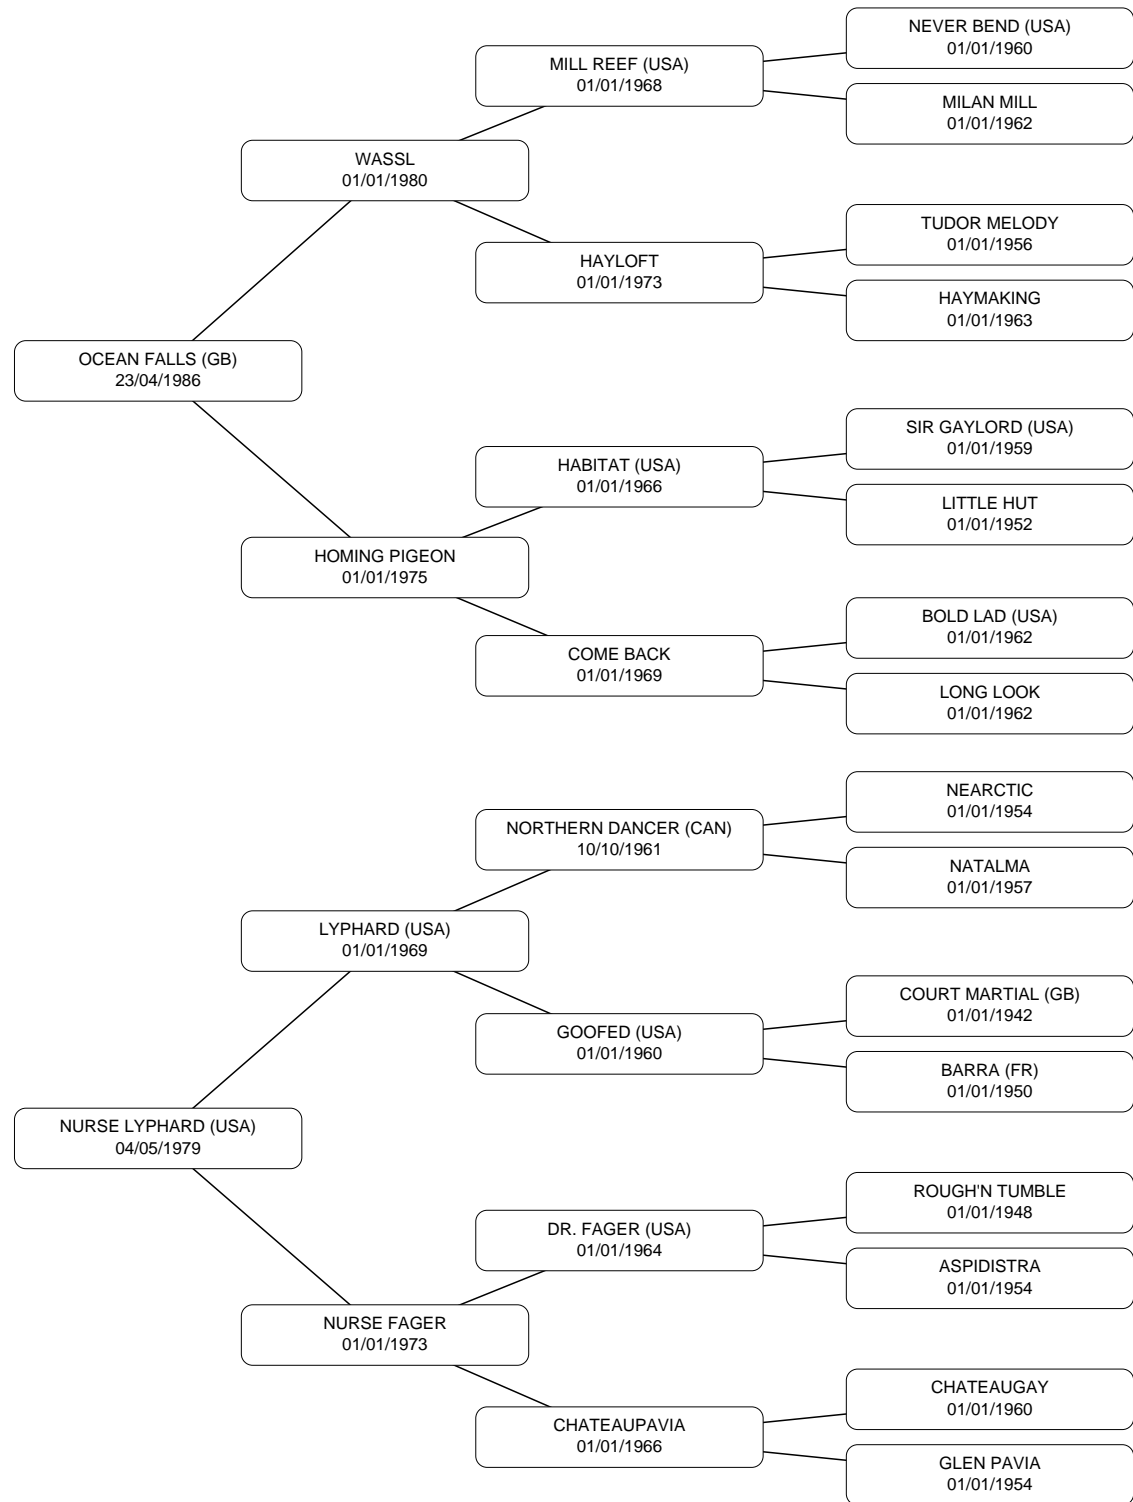 NEVER BEND (USA)
01/01/1960
MILL REEF (USA)
01/01/1968
MILAN MILL
01/01/1962
WASSL
01/01/1980
TUDOR MELODY
01/01/1956
HAYLOFT
01/01/1973
HAYMAKING
01/01/1963
OCEAN FALLS (GB)
23/04/1986
SIR GAYLORD (USA)
01/01/1959
HABITAT (USA)
01/01/1966
LITTLE HUT
01/01/1952
HOMING PIGEON
01/01/1975
BOLD LAD (USA)
01/01/1962
COME BACK
01/01/1969
LONG LOOK
01/01/1962
NEARCTIC
01/01/1954
NORTHERN DANCER (CAN)
10/10/1961
NATALMA
01/01/1957
LYPHARD (USA)
01/01/1969
COURT MARTIAL (GB)
01/01/1942
GOOFED (USA)
01/01/1960
BARRA (FR)
01/01/1950
NURSE LYPHARD (USA)
04/05/1979
ROUGH'N TUMBLE
01/01/1948
DR. FAGER (USA)
01/01/1964
ASPIDISTRA
01/01/1954
NURSE FAGER
01/01/1973
CHATEAUGAY
01/01/1960
CHATEAUPAVIA
01/01/1966
GLEN PAVIA
01/01/1954